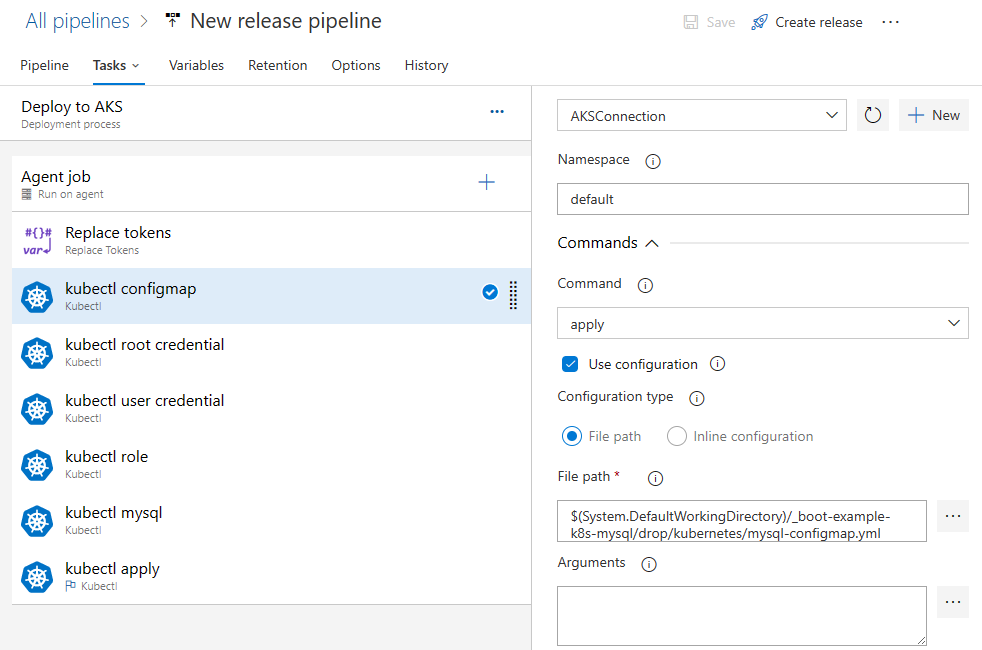 All pipelines > New release pipeline
Save Create release ...
Pipeline Tasks Variables Retention Options History
Deploy to AKS
Deployment process
...
Agent job
Run on agent
#{}#
var
Replace tokens
Replace Tokens
kubectl configmap
Kubectl
kubectl root credential
Kubectl
kubectl user credential
Kubectl
kubectl role
Kubectl
kubectl mysql
Kubectl
kubectl apply
Kubectl
AKSConnection
+ New
Namespace
default
Commands
Command
apply
Use configuration
Configuration type
File path Inline configuration
File path *
$(System.DefaultWorkingDirectory)/_boot-example-
k8s-mysql/drop/kubernetes/mysql-configmap.yml
...
Arguments
...